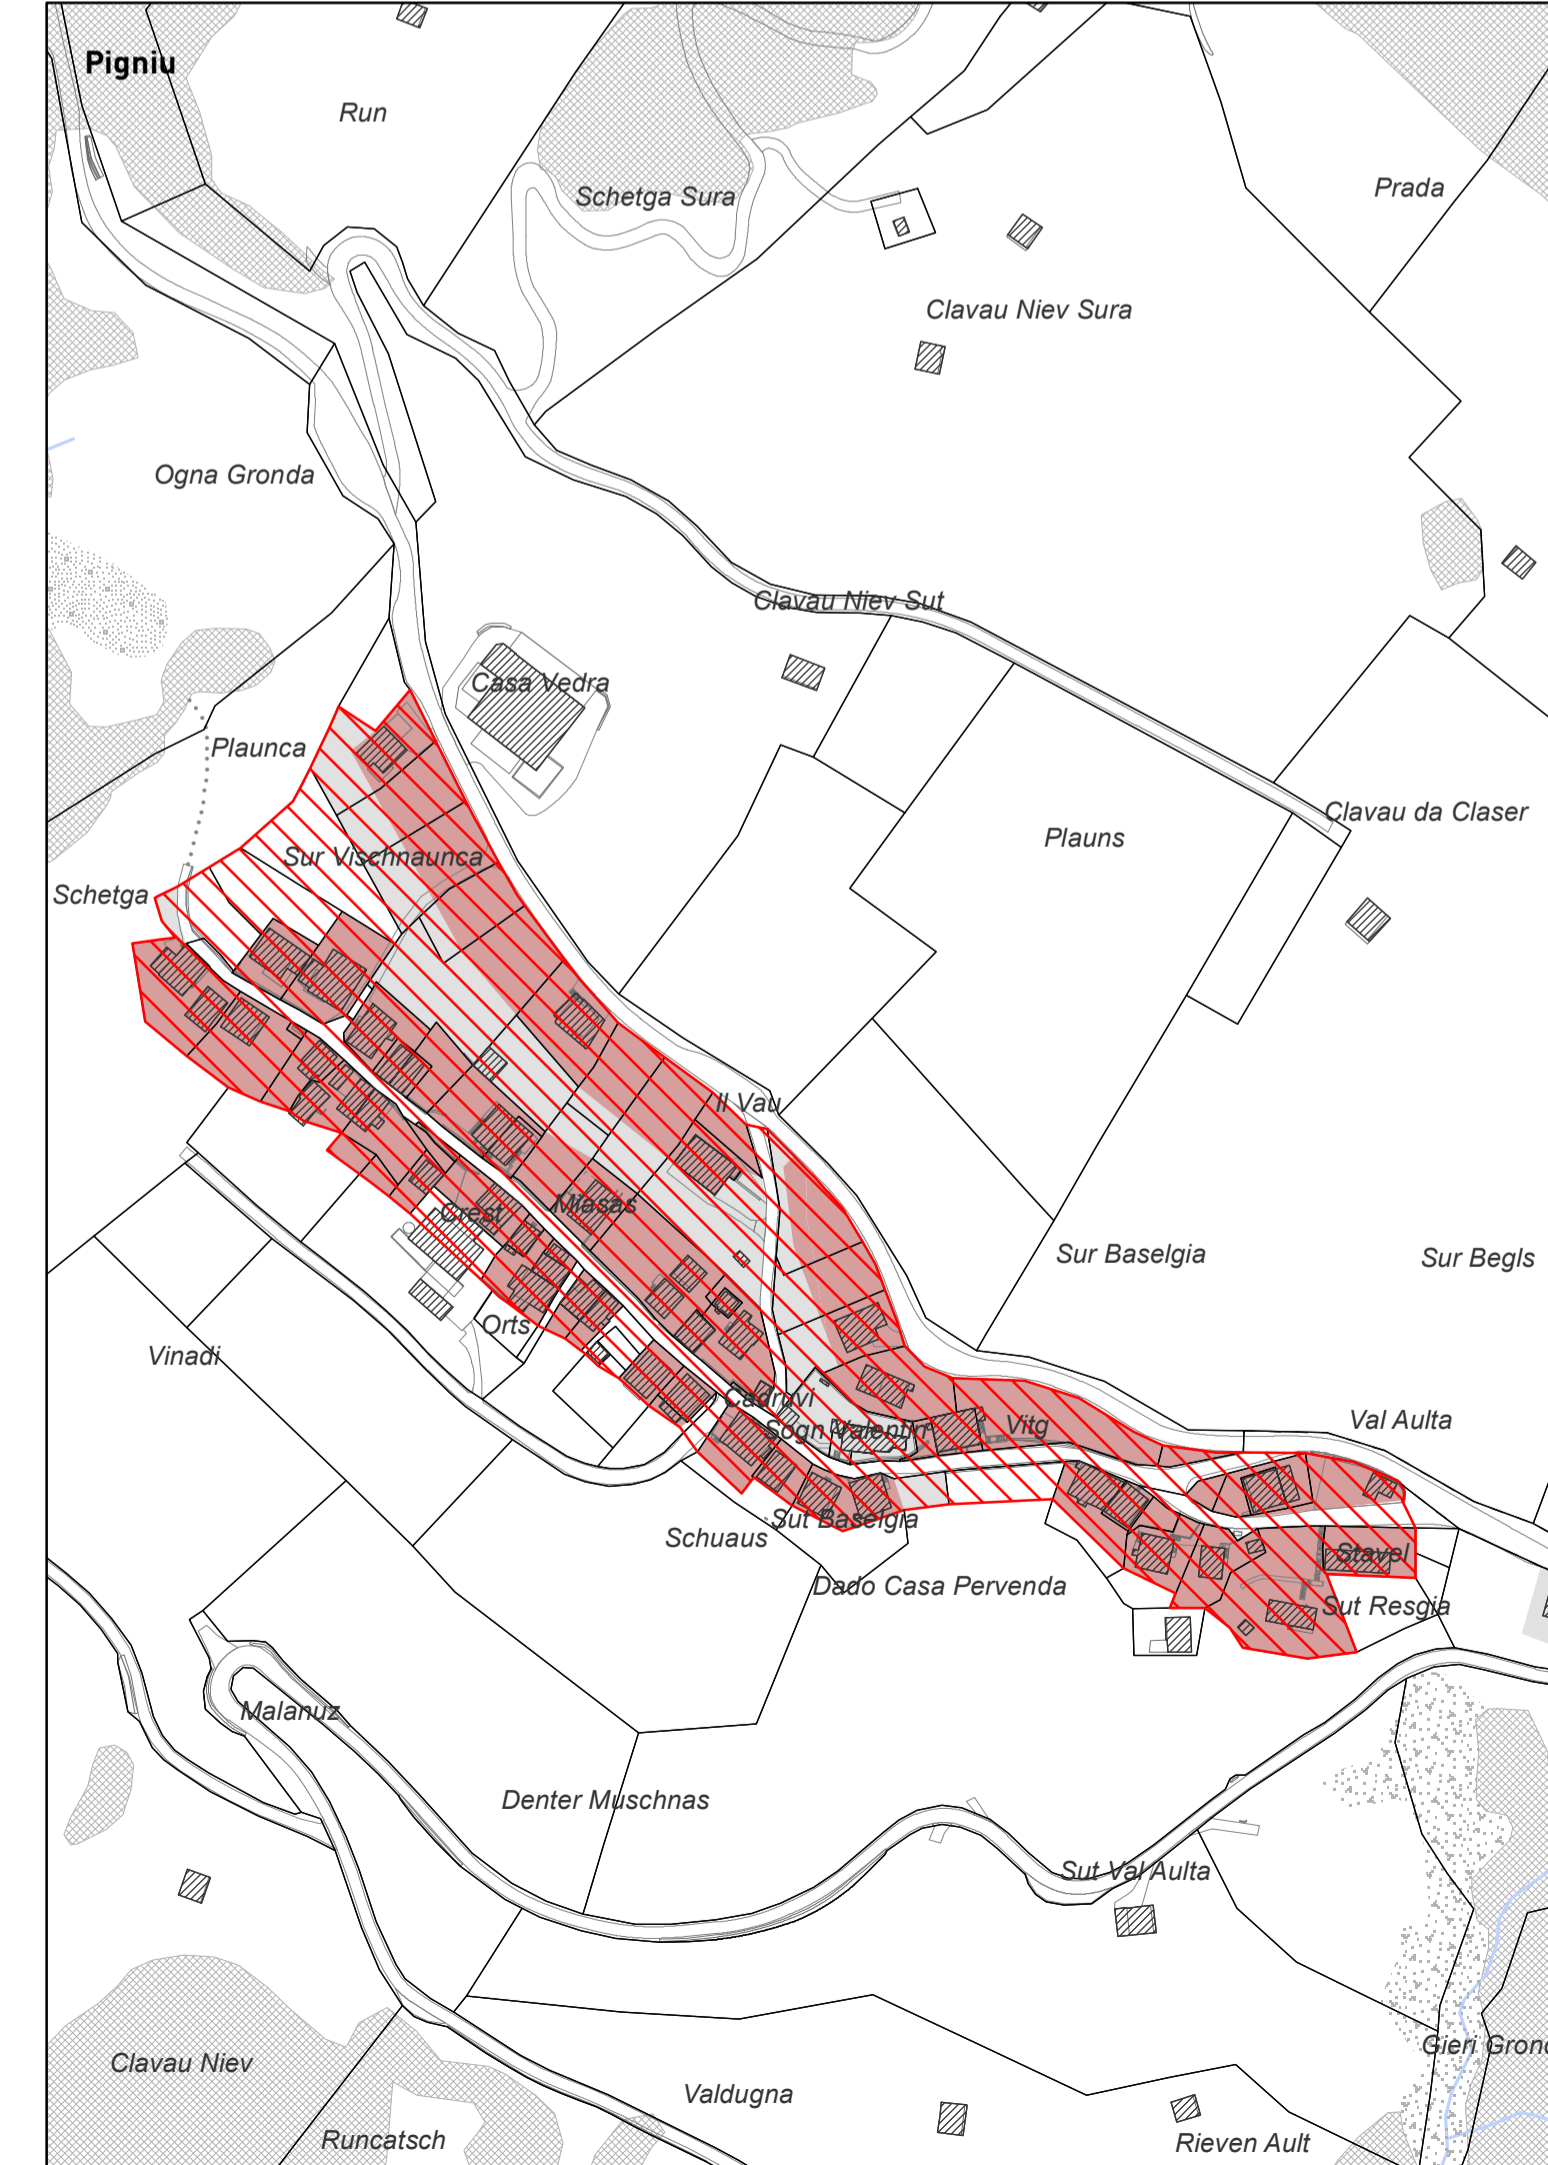 Pigniu
Run
Schetga Sura
Prada
Clavau Niev Sura
Ogna Gronda
Clavau Niev Sut
Casa Vedra
Plaunca
Clavau da Claser
Plauns
Sur Vischnaunca
Schetga
Il Vau
Miasas
Crest
Sur Baselgia
Sur Begls
Orts
Vinadi
Cadruvi
Sogn Valentin
Vitg
Val Aulta
Sut Baselgia
Schuaus
Stavel
Dado Casa Pervenda
Sut Resgia
Malanuz
Denter Muschnas
Sut Val Aulta
Gieri Gron
Clavau Niev
Valdugna
Runcatsch
Rieven Ault